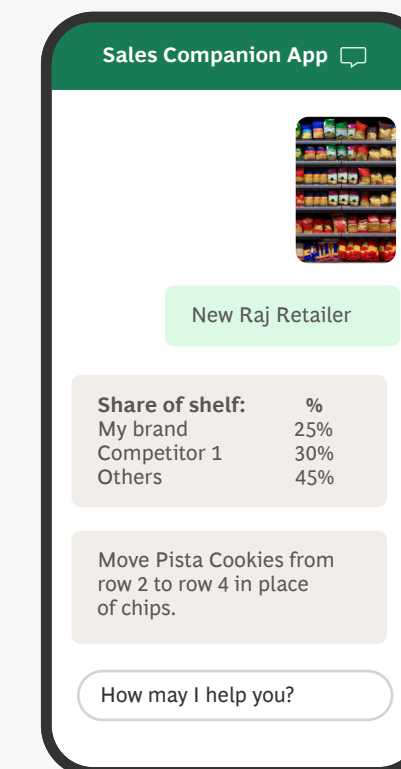 Sales Companion App
New Raj Retailer
Share of shelf: %
My brand 25%
Competitor 1 30%
Others 45%
Move Pista Cookies from
row 2 to row 4 in place
of chips.
How may I help you?